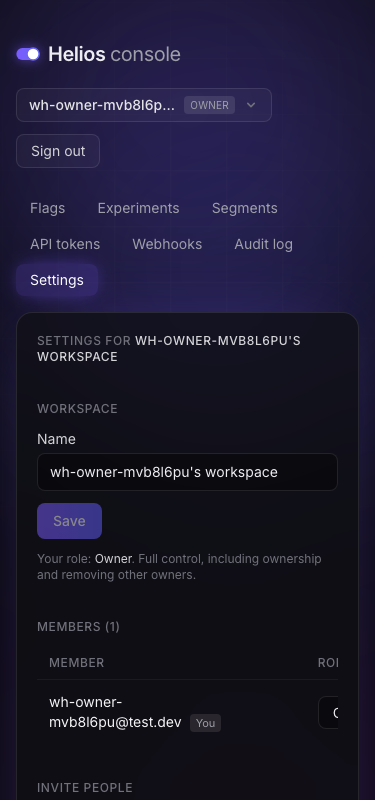 Helios console
wh-owner-mvb8l6p... OWNER
Sign out
Flags Experiments Segments
API tokens Webhooks Audit log
Settings
SETTINGS FOR WH-OWNER-MVB8L6PU'S
WORKSPACE
WORKSPACE
Name
wh-owner-mvb8l6pu's workspace
Save
Your role: Owner. Full control, including ownership
and removing other owners.
MEMBERS (1)
MEMBER
wh-owner-
mvb8l6pu@test.dev You
INVITE PEOPLE